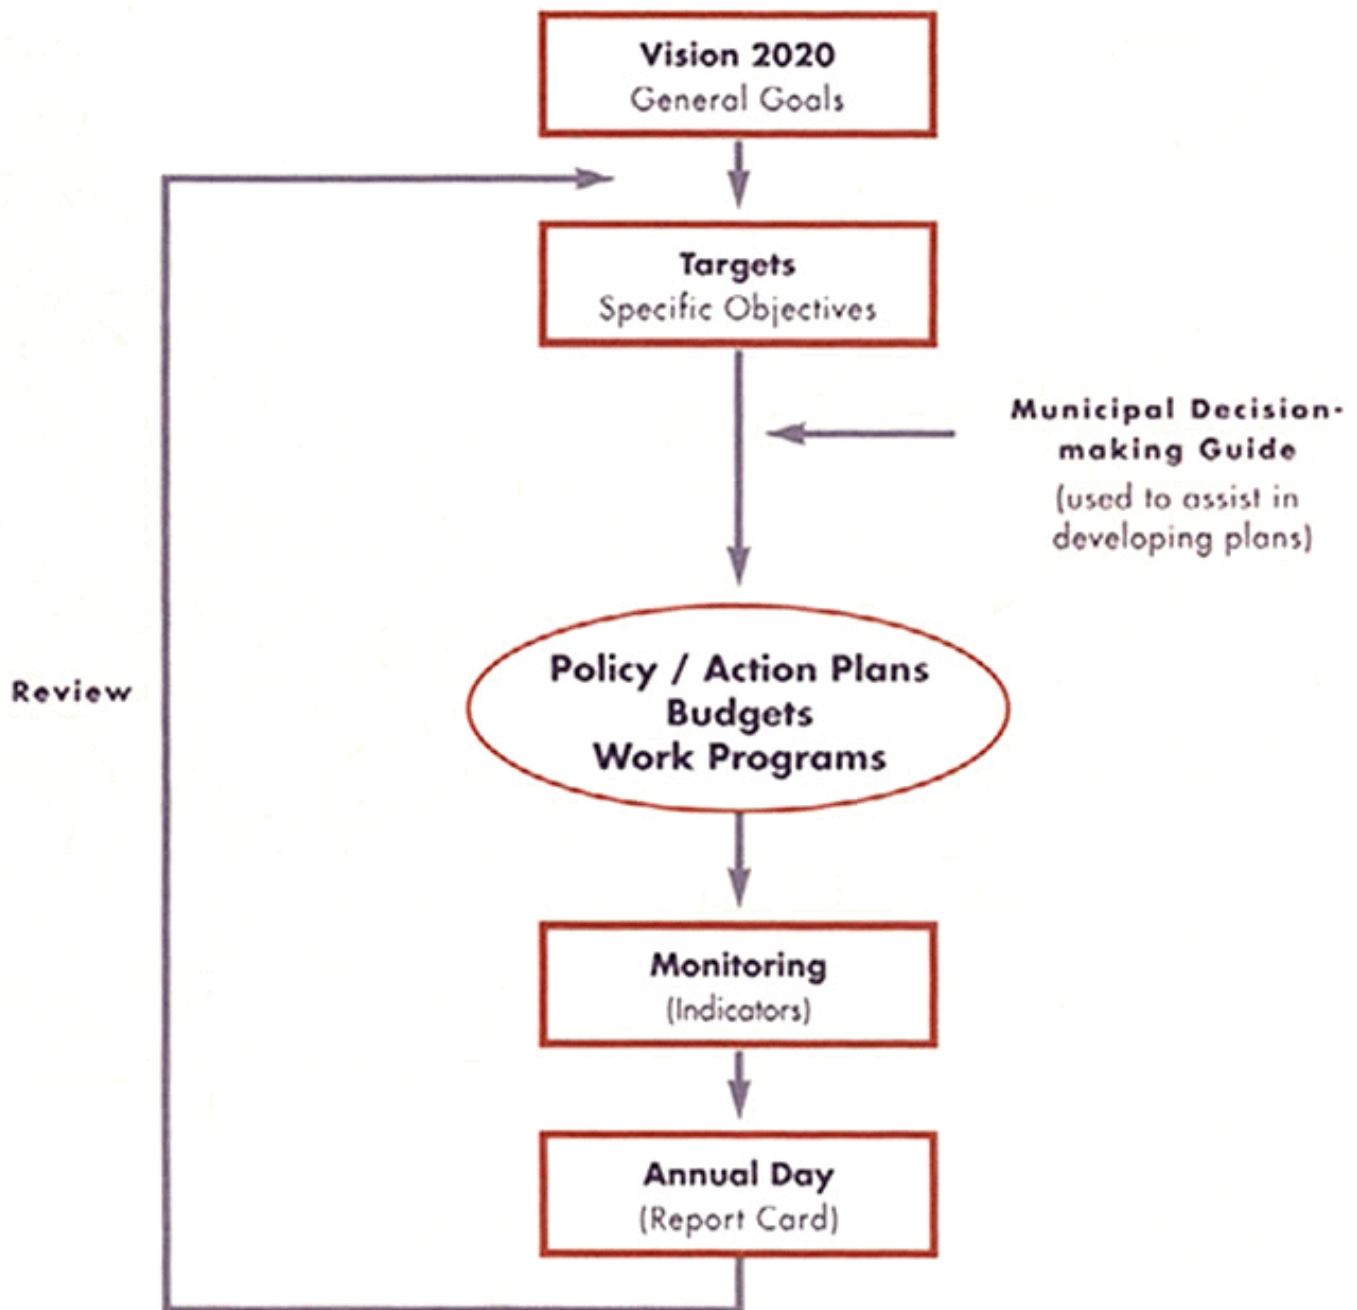 Vision 2020
General Goals
Targets
Specific Objectives
Municipal Decision-
making Guide
(used to assist in
developing plans)
Review
Policy / Action Plans
Budgets
Work Programs
Monitoring
(Indicators)
Annual Day
(Report Card)